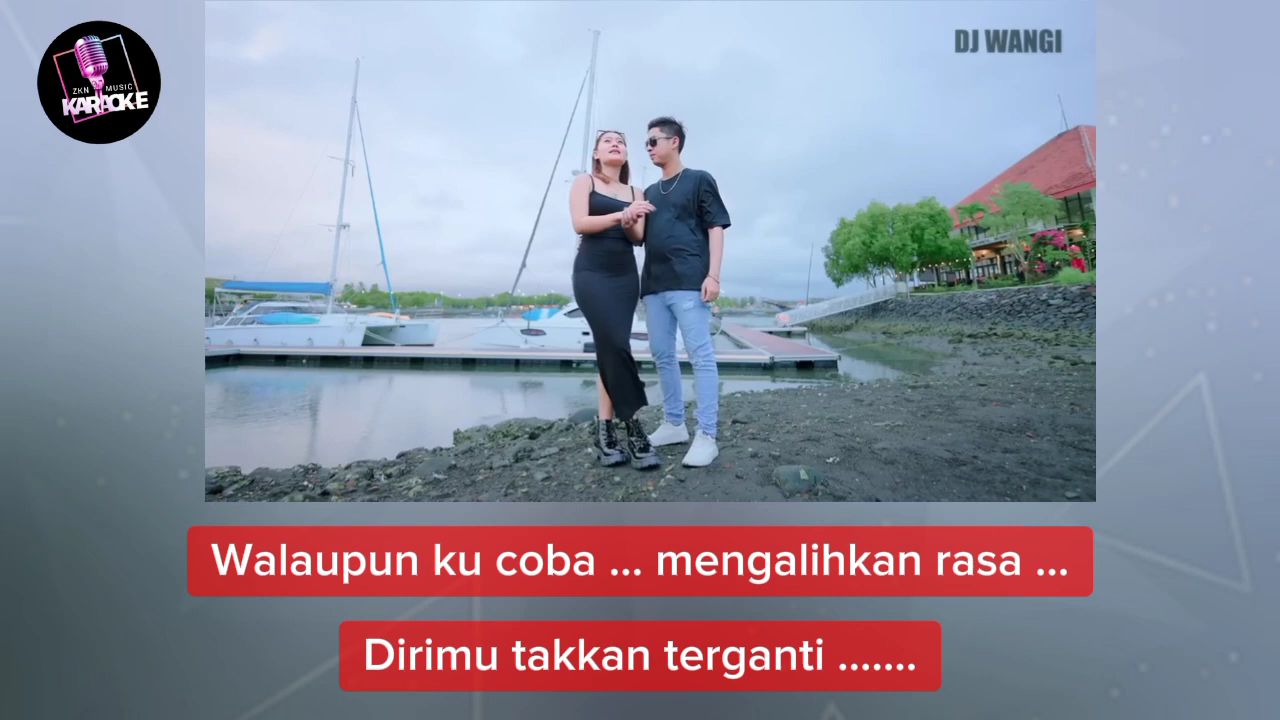 DJ WANGI
ZKN MUSIC
KARAOKE
Walaupun ku coba ... mengalihkan rasa ...
Dirimu takkan terganti .......